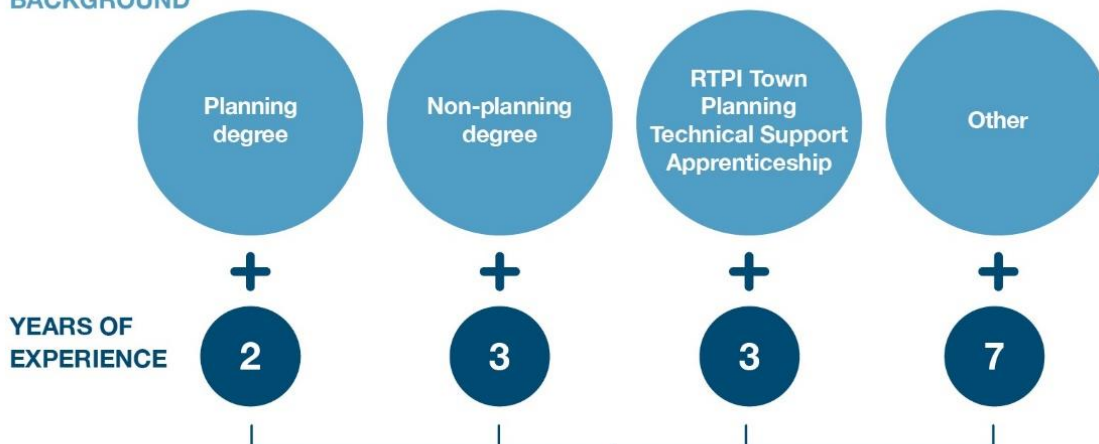 BACKGROUND
Planning
degree
Non-planning
degree
RTPI Town
Planning
Technical Support
Apprenticeship
Other
+
+
+
+
YEARS OF
EXPERIENCE
2
3
3
7